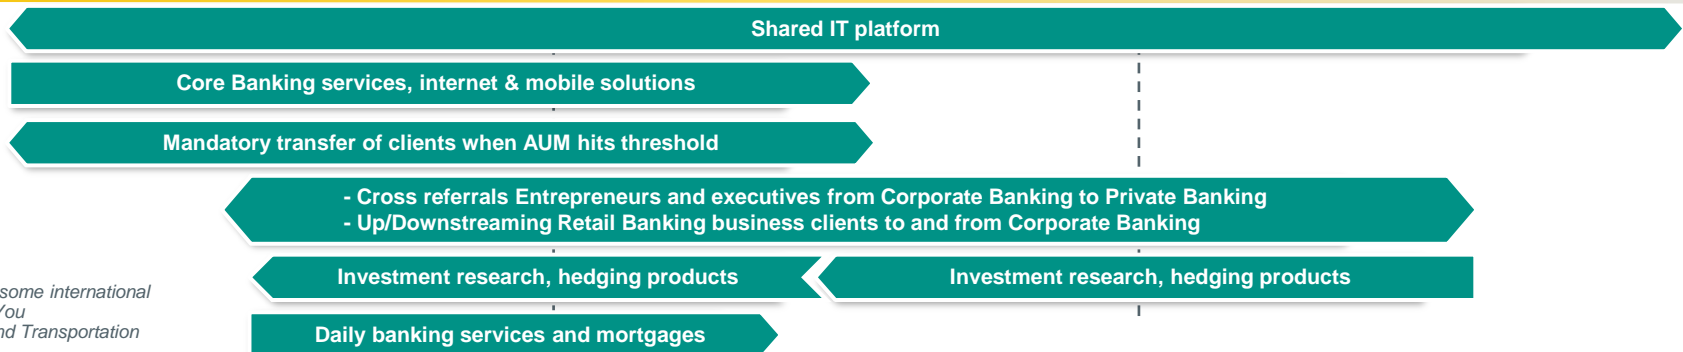 Shared IT platform
Core Banking services, internet & mobile solutions
Mandatory transfer of clients when AUM hits threshold
- Cross referrals Entrepreneurs and executives from Corporate Banking to Private Banking
- Up/Downstreaming Retail Banking business clients to and from Corporate Banking
Investment research, hedging products
Investment research, hedging products
some international
You
nd Transportation
Daily banking services and mortgages